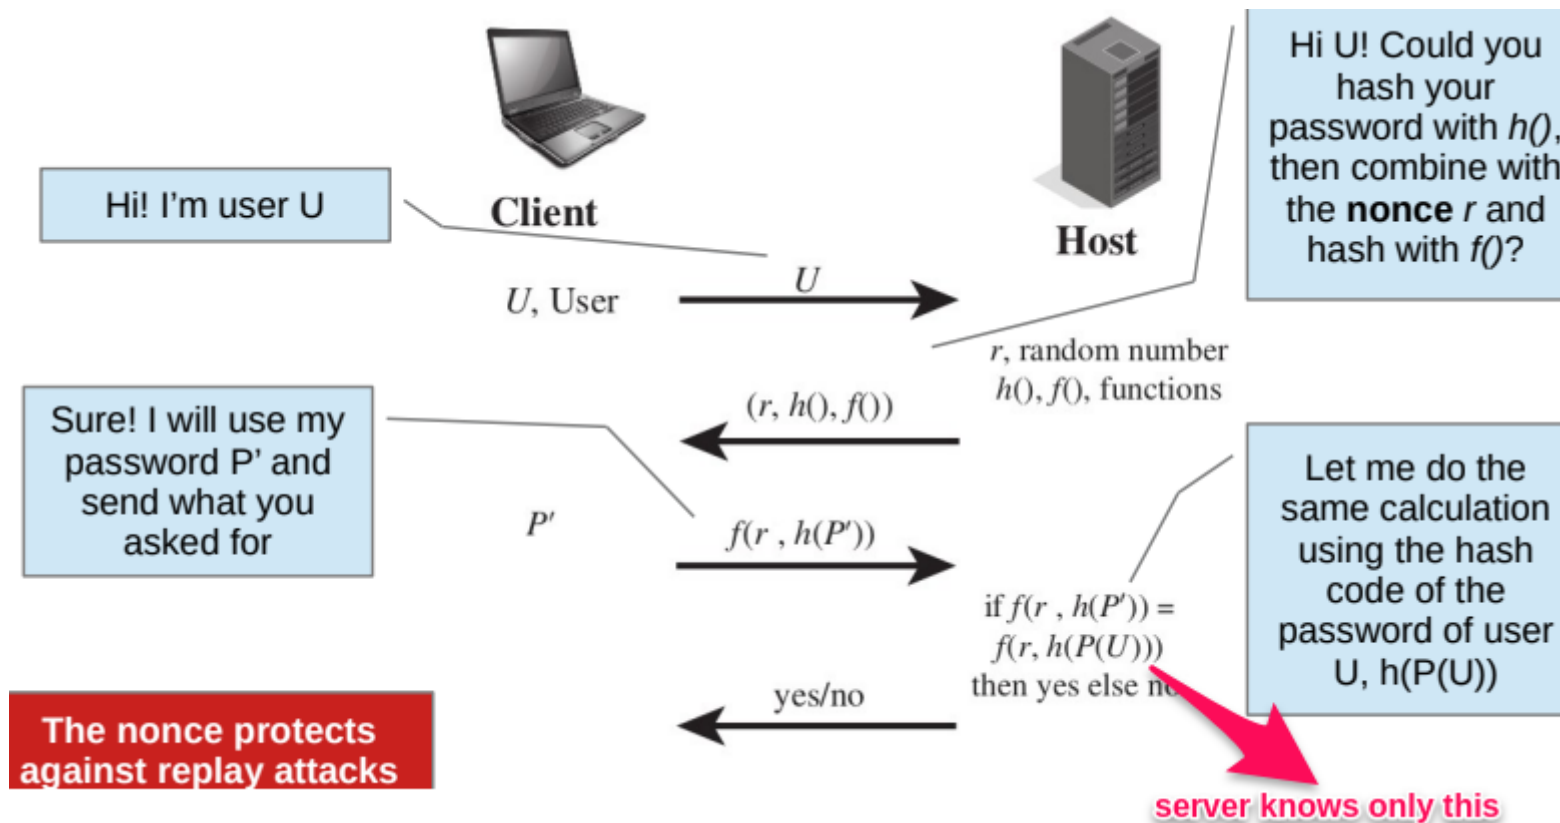 Hi! I'm user U
Client
Host
Hi U! Could you
hash your
password with h(),
then combine with
the nonce r and
hash with f()?
U, User
U
r, random number
h(), f(), functions
(r, h(), f())
Sure! I will use my
password P’ and
send what you
asked for
P′
f(r , h(P′))
if f(r , h(P′)) =
f(r, h(P(U)))
then yes else no
Let me do the
same calculation
using the hash
code of the
password of user
U, h(P(U))
yes/no
The nonce protects
against replay attacks
server knows only this